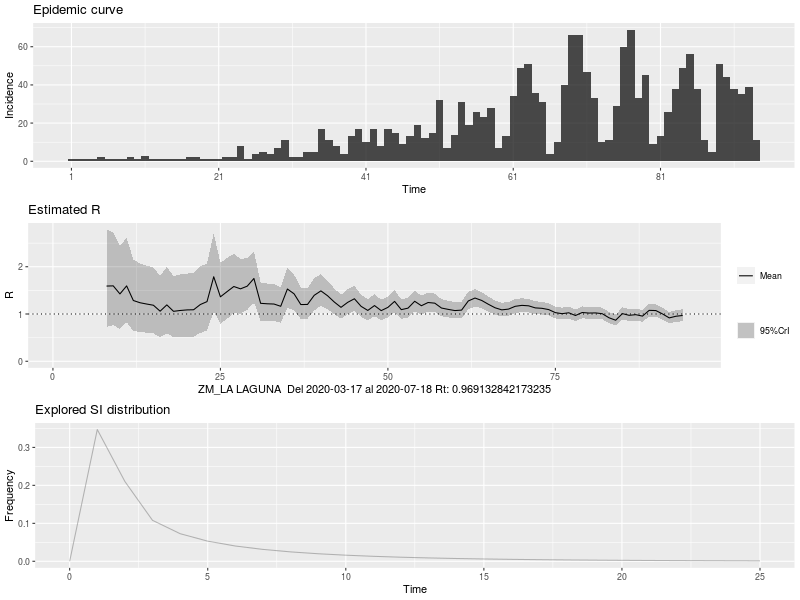 Epidemic curve
60
40
20
0
Incidence
1 21 41 61 81
Time
Estimated R
2
1
0
R
0 25 50 75
ZM_LA LAGUNA Del 2020-03-17 al 2020-07-18 Rt: 0.969132842173235
Mean
95%CrI
Explored SI distribution
0.3
0.2
0.1
0.0
Frequency
0 5 10 15 20 25
Time